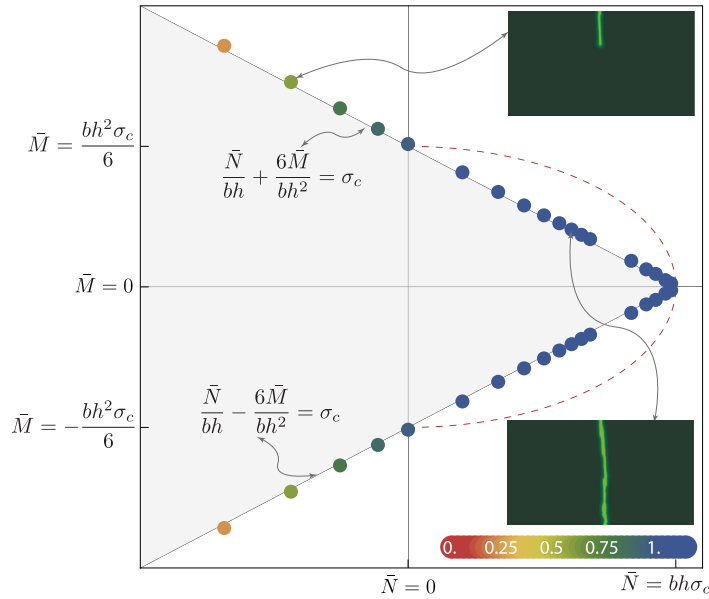 M̄ = bh²σ_c/6
N̄/bh + 6M̄/bh² = σ_c
M̄ = 0
N̄/bh − 6M̄/bh² = σ_c
M̄ = −bh²σ_c/6
0. 0.25 0.5 0.75 1.
N̄ = 0 N̄ = bhσ_c